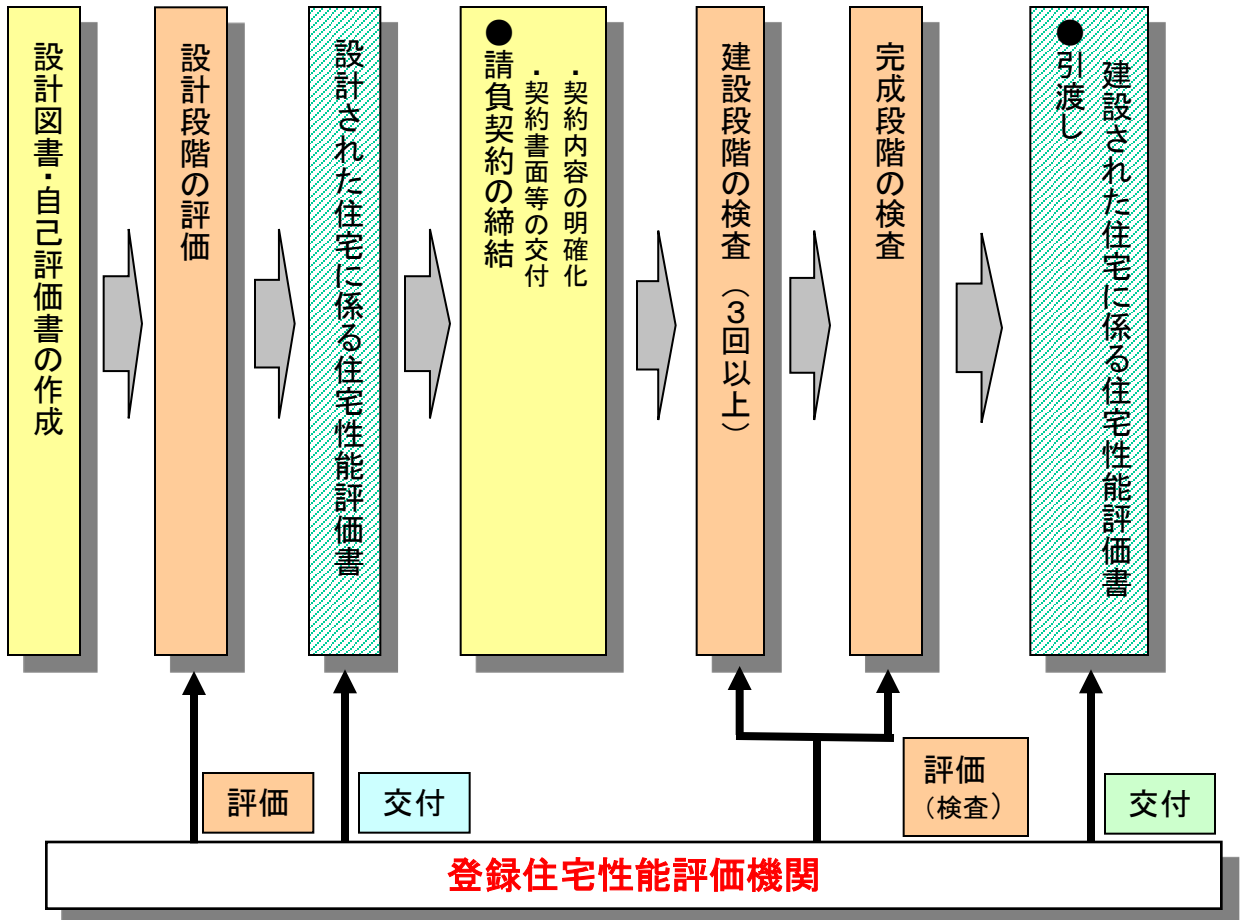 設計図書・自己評価書の作成
設計段階の評価
設計された住宅に係る住宅性能評価書
●請負契約の締結
・契約書面等の交付
・契約内容の明確化
建設段階の検査（３回以上）
完成段階の検査
●引渡し
建設された住宅に係る住宅性能評価書
評価
交付
評価
（検査）
交付
登録住宅性能評価機関